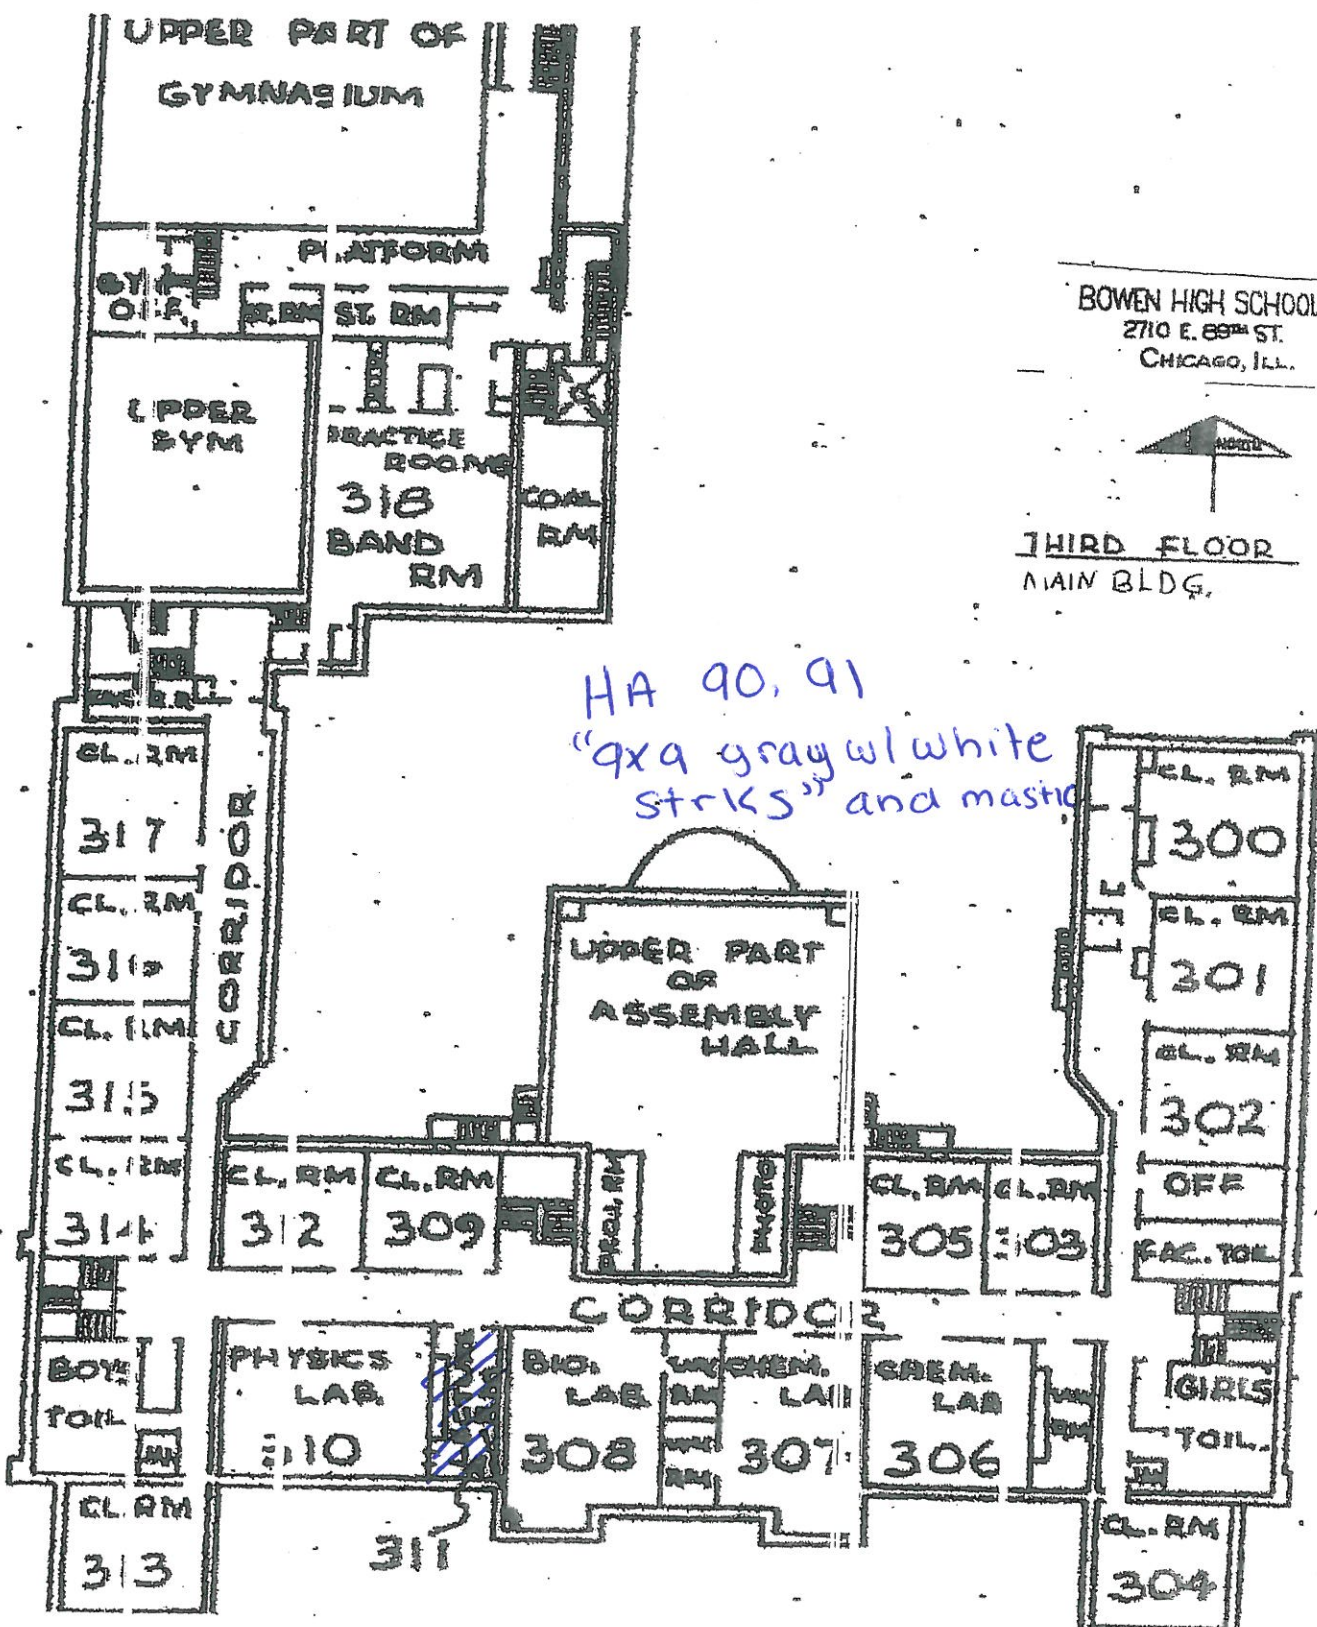 UPPER PART OF
GYMNASIUM
PLATFORM
ST. RM
ST. RM
UPPER
GYM
PRACTICE
ROOMS
318
BAND
RM
COAL
RM
BOWEN HIGH SCHOOL
2710 E. 89TH ST.
CHICAGO, ILL.
NORTH
THIRD FLOOR
MAIN BLDG.
HA 90, 91
"9x9 gray w/ white
strks" and mastic
CL. RM
317
CL. RM
316
CL. RM
315
CL. RM
314
CORRIDOR
CL. RM
300
CL. RM
301
CL. RM
302
OFF
FAC. TOIL
UPPER PART
OF
ASSEMBLY
HALL
CL. RM
312
CL. RM
309
PROJ. RM
PHOTO
CL. RM
305
CL. RM
303
CORRIDOR
BOYS
TOIL
PHYSICS
LAB.
310
BIO.
LAB.
308
CHEM.
LAB
307
CHEM.
LAB
306
GIRLS
TOIL.
CL. RM
313
311
CL. RM
304